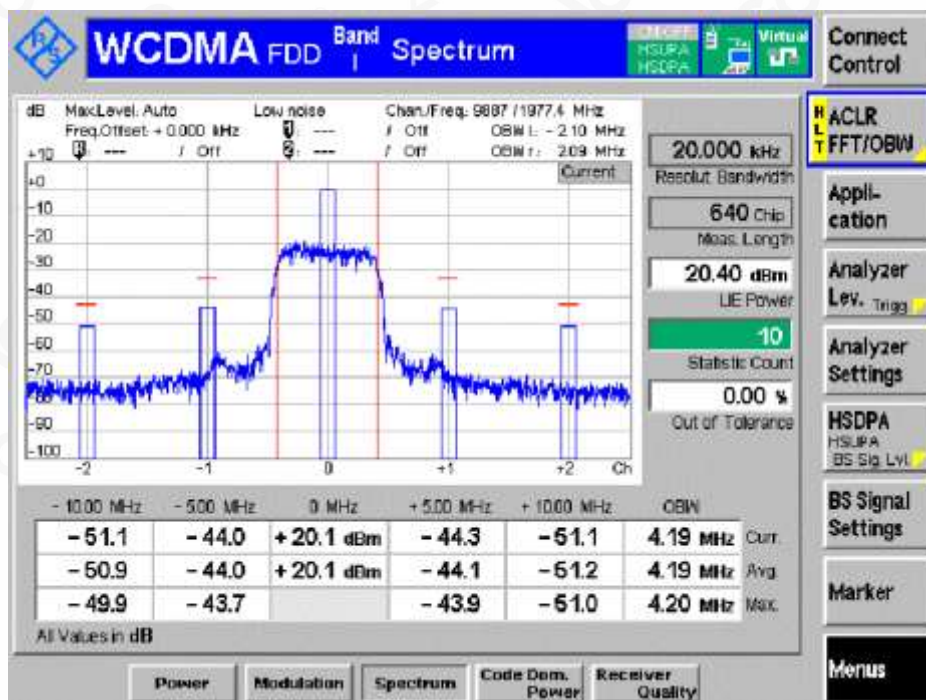 R S
WCDMA FDD Band I Spectrum
HSUPA
HSDPA
Virtual
Connect Control
dB Max.Level: Auto Low noise Chan./Freq.: 9887 / 1977.4 MHz
Freq.Offset: + 0.000 kHz 1: --- / Off OBW l: - 2.10 MHz
R: --- / Off 2: --- / Off OBW r: 2.09 MHz
Current
+10
+0
-10
-20
-30
-40
-50
-60
-70
-80
-90
-100
-2 -1 0 +1 +2 Ch
20.000 kHz
Resolut. Bandwidth
640 Chip
Meas. Length
20.40 dBm
UE Power
10
Statistic Count
0.00 %
Out of Tolerance
- 10.00 MHz - 5.00 MHz 0 MHz + 5.00 MHz + 10.00 MHz OBW
- 51.1 - 44.0 + 20.1 dBm - 44.3 - 51.1 4.19 MHz Curr.
- 50.9 - 44.0 + 20.1 dBm - 44.1 - 51.2 4.19 MHz Avg.
- 49.9 - 43.7 - 43.9 - 51.0 4.20 MHz Max.
All Values in dB
HLT
ACLR
FFT/OBW
Appli-
cation
Analyzer
Lev. Trigg
Analyzer
Settings
HSDPA
HSUPA
BS Sig. Lvl.
BS Signal
Settings
Marker
Menus
Power Modulation Spectrum Code Dom. Power Receiver Quality